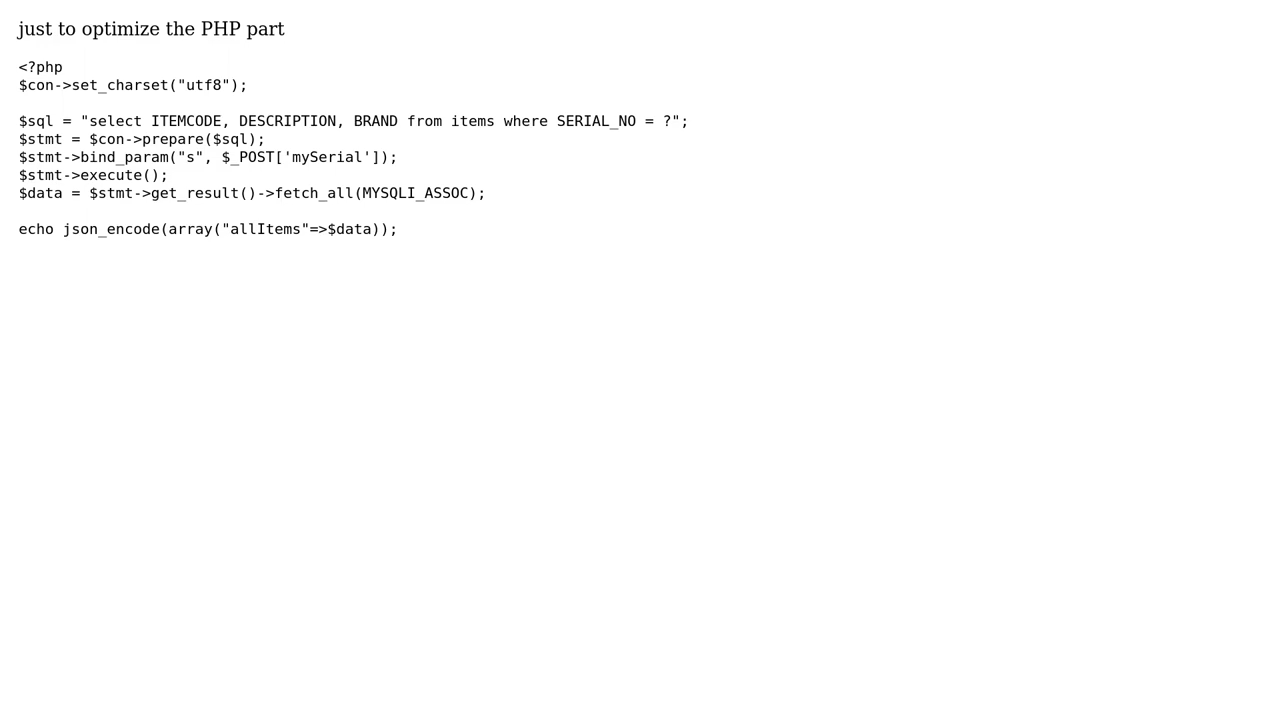 just to optimize the PHP part
<?php
$con->set_charset("utf8");
$sql = "select ITEMCODE, DESCRIPTION, BRAND from items where SERIAL_NO = ?";
$stmt = $con->prepare($sql);
$stmt->bind_param("s", $_POST['mySerial']);
$stmt->execute();
$data = $stmt->get_result()->fetch_all(MYSQLI_ASSOC);
echo json_encode(array("allItems"=>$data));